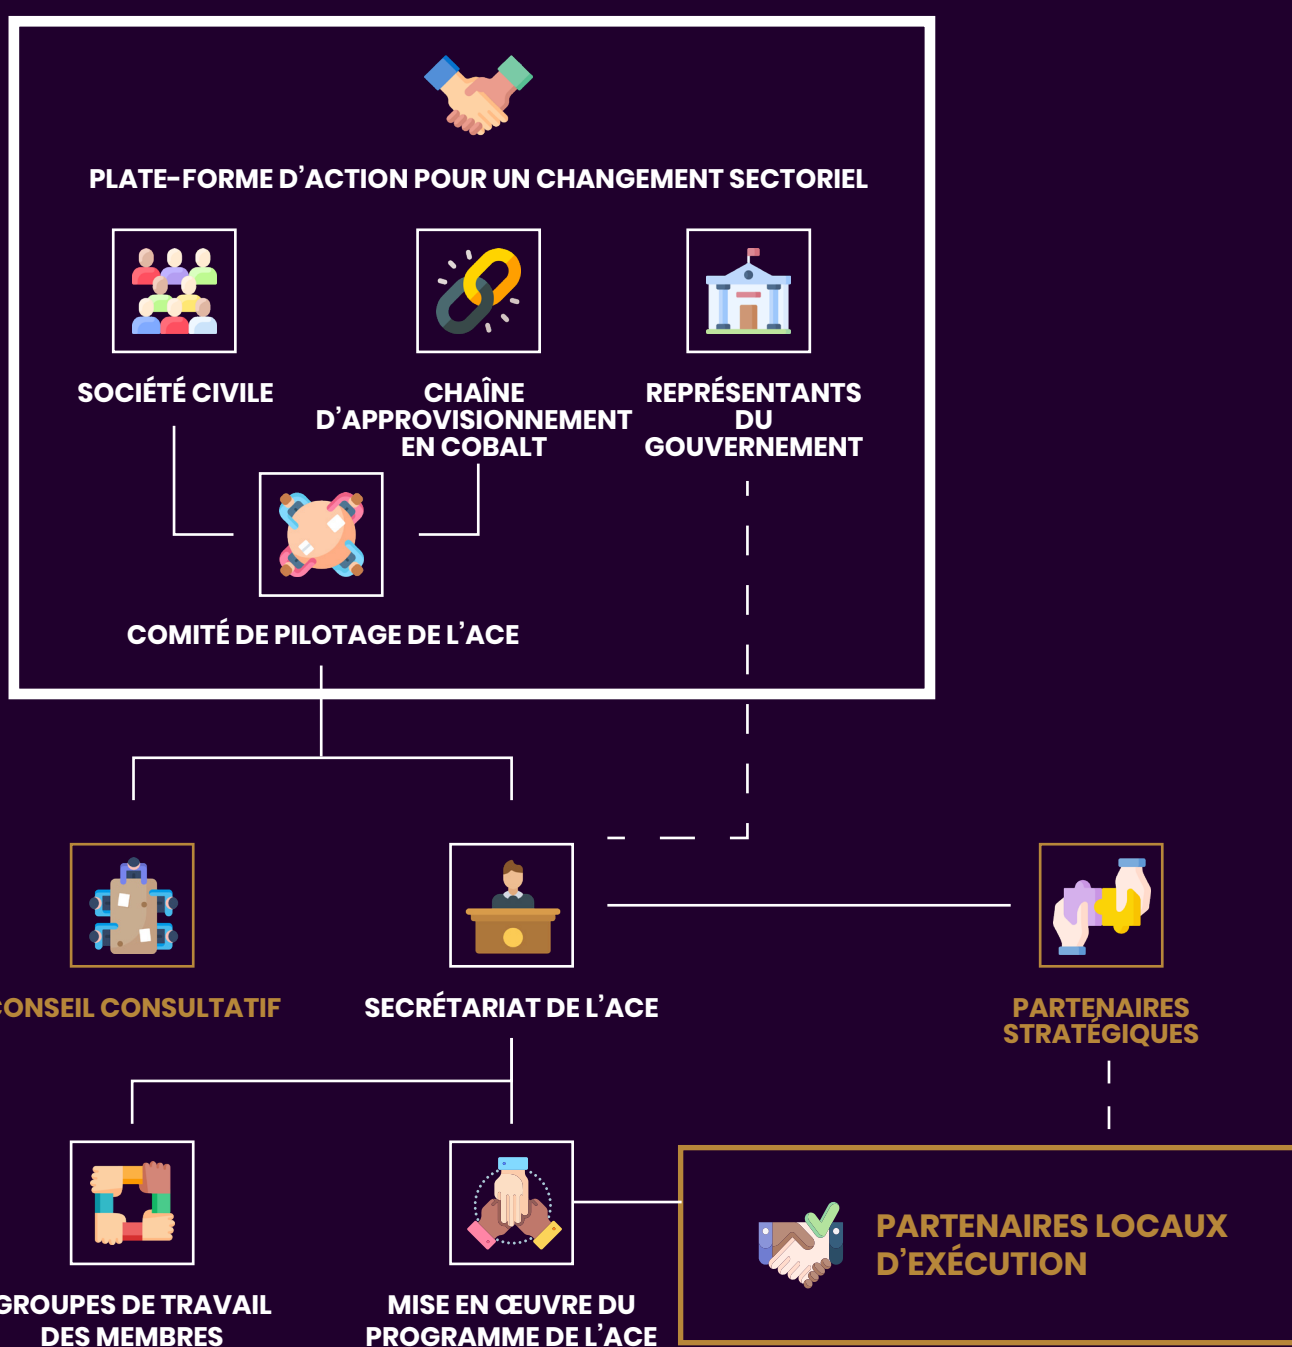 PLATE-FORME D’ACTION POUR UN CHANGEMENT SECTORIEL
SOCIÉTÉ CIVILE
CHAÎNE
D’APPROVISIONNEMENT
EN COBALT
REPRÉSENTANTS
DU
GOUVERNEMENT
COMITÉ DE PILOTAGE DE L’ACE
CONSEIL CONSULTATIF
SECRÉTARIAT DE L’ACE
PARTENAIRES
STRATÉGIQUES
GROUPES DE TRAVAIL
DES MEMBRES
MISE EN ŒUVRE DU
PROGRAMME DE L’ACE
PARTENAIRES LOCAUX
D’EXÉCUTION